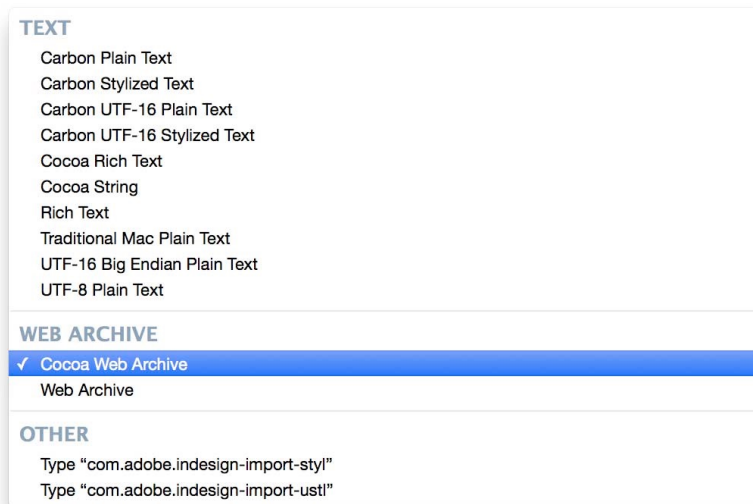 TEXT
Carbon Plain Text
Carbon Stylized Text
Carbon UTF-16 Plain Text
Carbon UTF-16 Stylized Text
Cocoa Rich Text
Cocoa String
Rich Text
Traditional Mac Plain Text
UTF-16 Big Endian Plain Text
UTF-8 Plain Text
WEB ARCHIVE
✓ Cocoa Web Archive
Web Archive
OTHER
Type “com.adobe.indesign-import-styl”
Type “com.adobe.indesign-import-ustl”